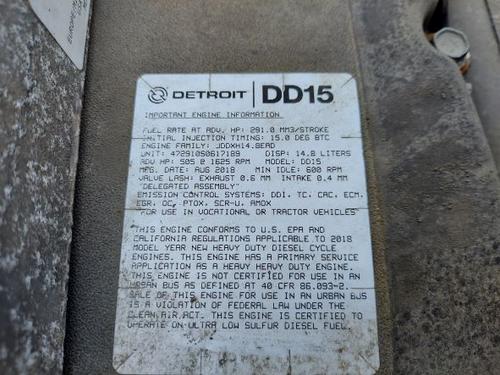 DETROIT DD15
IMPORTANT ENGINE INFORMATION
FUEL RATE AT ADV. HP: 281.0 MM3/STROKE
INITIAL INJECTION TIMING: 15.0 DEG BTC
ENGINE FAMILY: JDDXH14.8EAD
UNIT: 472910S0617189 DISP: 14.8 LITERS
ADV HP: 505 @ 1625 RPM MODEL: DD15
MFG. DATE: AUG 2018 MIN IDLE: 600 RPM
VALVE LASH: EXHAUST 0.6 MM INTAKE 0.4 MM
"DELEGATED ASSEMBLY"
EMISSION CONTROL SYSTEMS: DDI, TC, CAC, ECM,
EGR, OC, PTOX, SCR-U, AMOX
FOR USE IN VOCATIONAL OR TRACTOR VEHICLES
THIS ENGINE CONFORMS TO U.S. EPA AND
CALIFORNIA REGULATIONS APPLICABLE TO 2018
MODEL YEAR NEW HEAVY DIESEL CYCLE
ENGINES. THIS ENGINE HAS A PRIMARY SERVICE
APPLICATION AS A HEAVY HEAVY DUTY ENGINE.
THIS ENGINE IS NOT CERTIFIED FOR USE IN AN
URBAN BUS AS DEFINED AT 40 CFR 86.093-2.
SALE OF THIS ENGINE FOR USE IN AN URBAN BUS
IS A VIOLATION OF FEDERAL LAW UNDER THE
CLEAN AIR ACT. THIS ENGINE IS CERTIFIED TO
OPERATE ON ULTRA LOW SULFUR DIESEL FUEL.